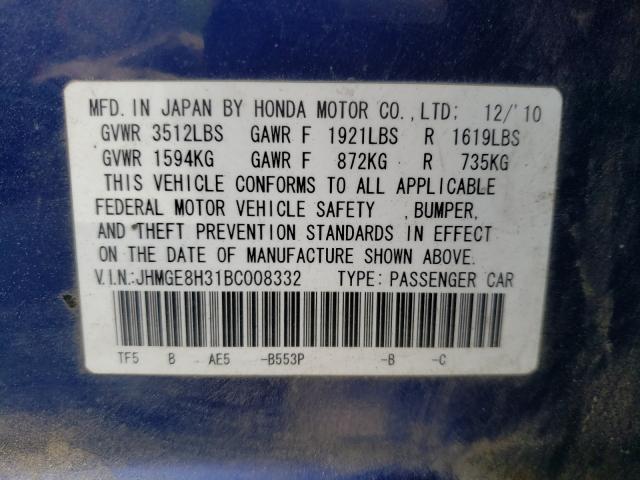 MFD. IN JAPAN BY HONDA MOTOR CO., LTD; 12/'10
GVWR 3512LBS GAWR F 1921LBS R 1619LBS
GVWR 1594KG GAWR F 872KG R 735KG
THIS VEHICLE CONFORMS TO ALL APPLICABLE
FEDERAL MOTOR VEHICLE SAFETY , BUMPER,
AND THEFT PREVENTION STANDARDS IN EFFECT
ON THE DATE OF MANUFACTURE SHOWN ABOVE.
V.I.N.:JHMGE8H31BC008332 TYPE: PASSENGER CAR
TF5 B AE5 -B553P -B -C